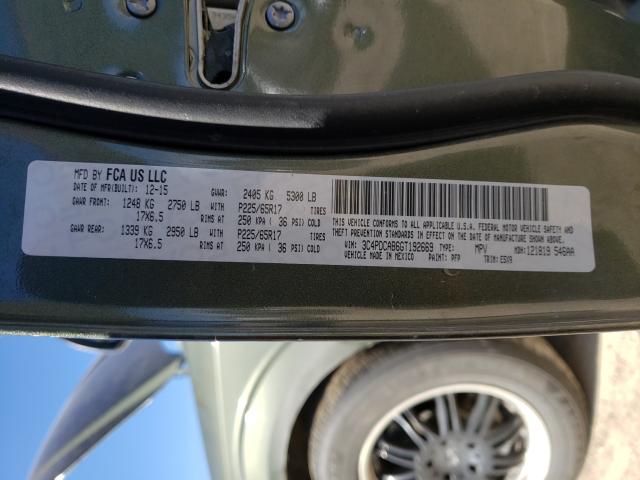 MFD BY FCA US LLC
DATE OF MFR(BUILT): 12-15 GVWR: 2405 KG 5300 LB
GAWR FRONT: 1248 KG 2750 LB WITH P225/65R17 TIRES
17X6.5 RIMS AT 250 KPA( 36 PSI) COLD
GAWR REAR: 1339 KG 2950 LB WITH P225/65R17 TIRES
17X6.5 RIMS AT 250 KPA( 36 PSI) COLD
THIS VEHICLE CONFORMS TO ALL APPLICABLE U.S.A. FEDERAL MOTOR VEHICLE SAFETY AND
THEFT PREVENTION STANDARDS IN EFFECT ON THE DATE OF MANUFACTURE SHOWN ABOVE.
VIN: 3C4PDCAB6GT192669 TYPE: MPV MDH: 121819 546AA
VEHICLE MADE IN MEXICO PAINT: PFP TRIM: E5X9